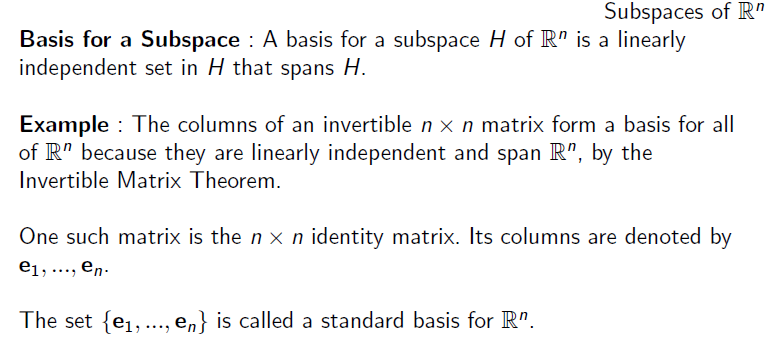 Subspaces of ℝⁿ
Basis for a Subspace : A basis for a subspace H of ℝⁿ is a linearly
independent set in H that spans H.
Example : The columns of an invertible n × n matrix form a basis for all
of ℝⁿ because they are linearly independent and span ℝⁿ, by the
Invertible Matrix Theorem.
One such matrix is the n × n identity matrix. Its columns are denoted by
e₁, ..., eₙ.
The set {e₁, ..., eₙ} is called a standard basis for ℝⁿ.